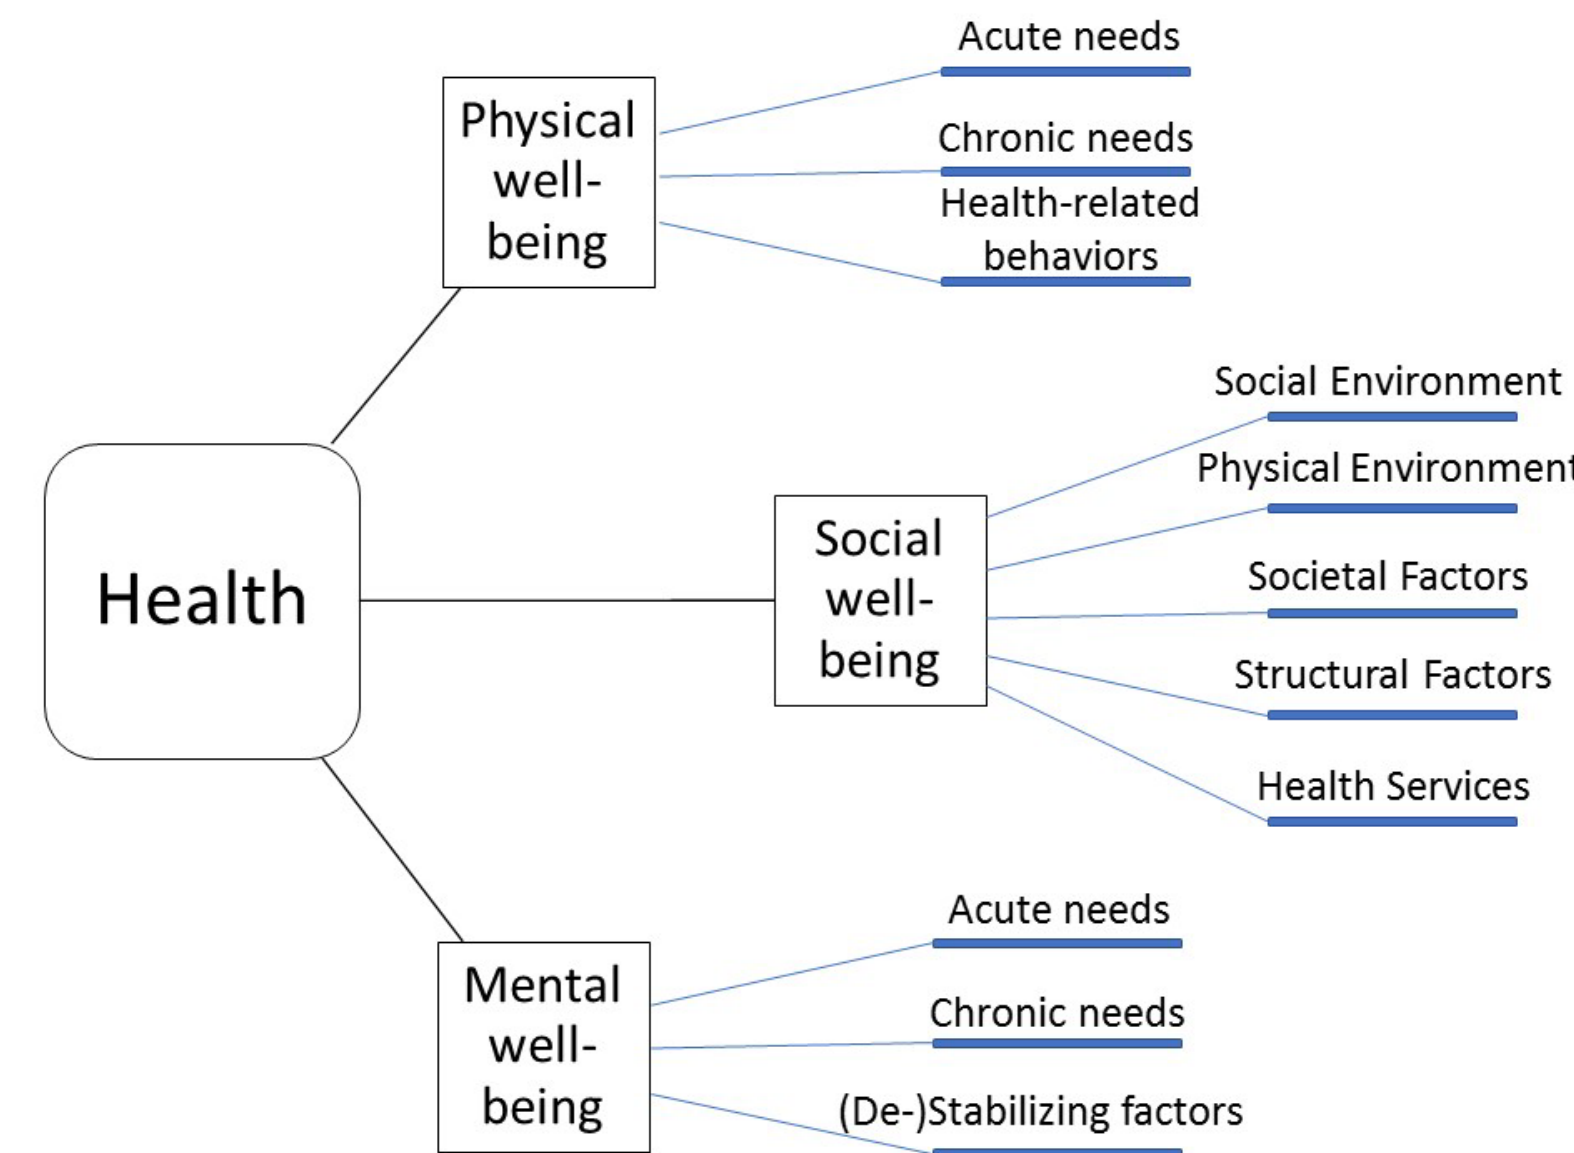 Acute needs
Physical
well-
being
Chronic needs
Health-related
behaviors
Social Environment
Physical Environment
Health
Social
well-
being
Societal Factors
Structural Factors
Health Services
Mental
well-
being
Acute needs
Chronic needs
(De-)Stabilizing factors